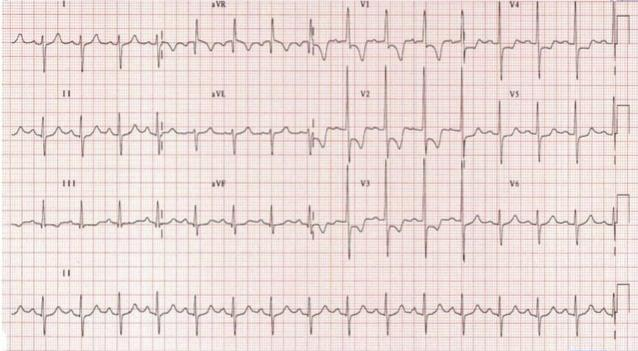 I aVR V1 V4
II aVL V2 V5
III aVF V3 V6
II